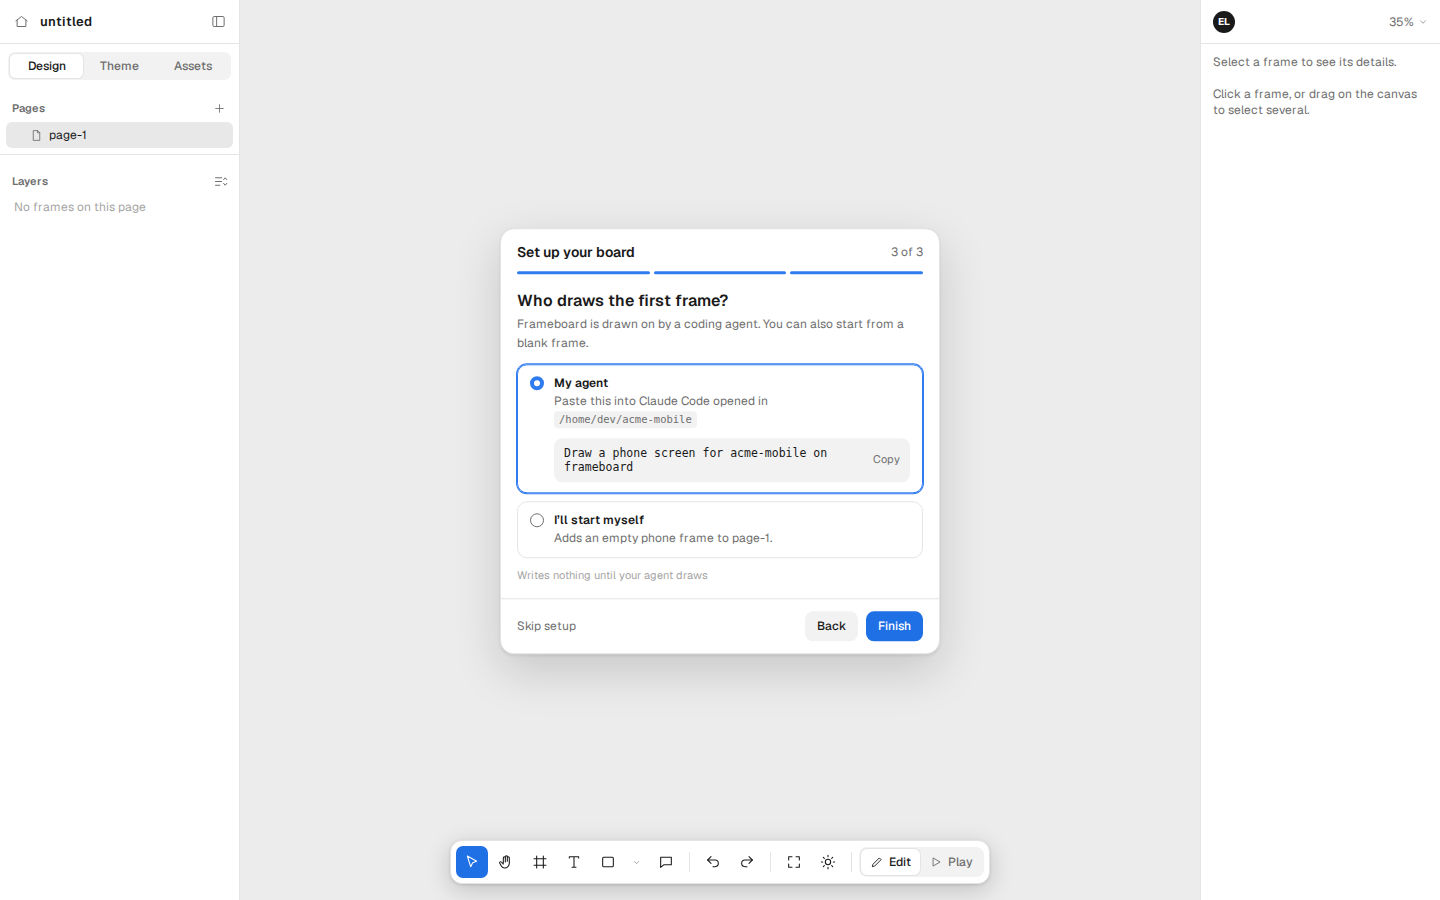 untitled
Design
Theme
Assets
Pages
page-1
Layers
No frames on this page
Set up your board
3 of 3
Who draws the first frame?
Frameboard is drawn on by a coding agent. You can also start from a
blank frame.
My agent
Paste this into Claude Code opened in
/home/dev/acme-mobile
Draw a phone screen for acme-mobile on
frameboard
Copy
I'll start myself
Adds an empty phone frame to page-1.
Writes nothing until your agent draws
Skip setup
Back
Finish
Edit
Play
EL
35%
Select a frame to see its details.
Click a frame, or drag on the canvas
to select several.